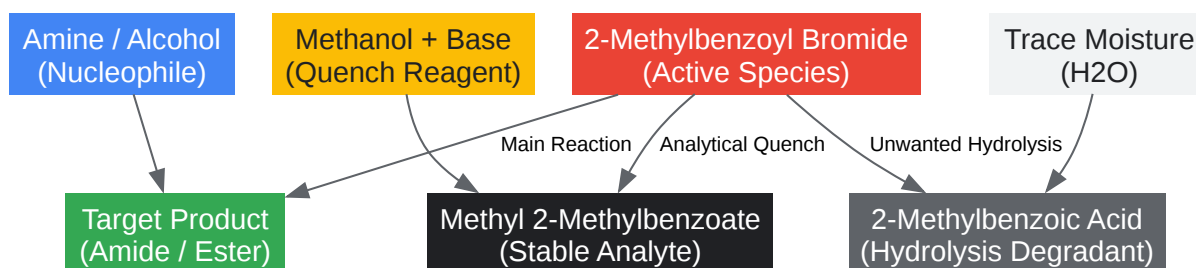 Amine / Alcohol
(Nucleophile)
Methanol + Base
(Quench Reagent)
2-Methylbenzoyl Bromide
(Active Species)
Trace Moisture
(H2O)
Main Reaction
Analytical Quench
Unwanted Hydrolysis
Target Product
(Amide / Ester)
Methyl 2-Methylbenzoate
(Stable Analyte)
2-Methylbenzoic Acid
(Hydrolysis Degradant)